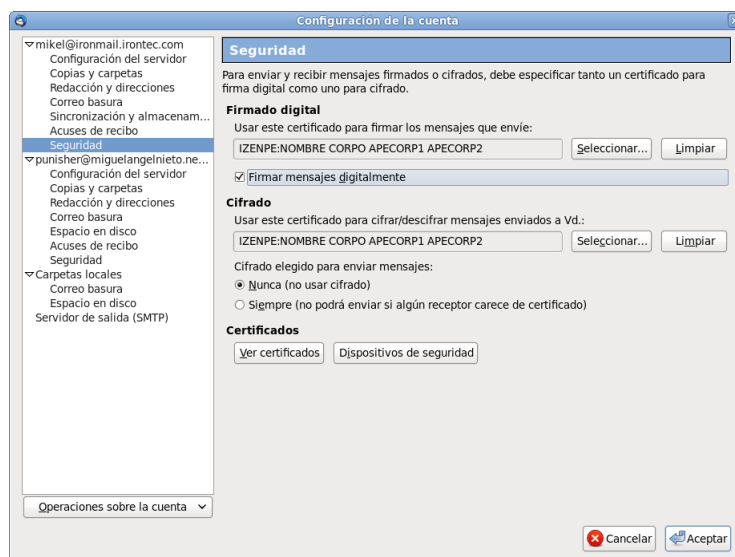 Configuración de la cuenta
mikel@ironmail.irontec.com
Configuración del servidor
Copias y carpetas
Redacción y direcciones
Correo basura
Sincronización y almacenam...
Acuses de recibo
Seguridad
punisher@miguelangelnieto.ne...
Configuración del servidor
Copias y carpetas
Redacción y direcciones
Correo basura
Espacio en disco
Acuses de recibo
Seguridad
Carpetas locales
Correo basura
Espacio en disco
Servidor de salida (SMTP)
Operaciones sobre la cuenta
Seguridad
Para enviar y recibir mensajes firmados o cifrados, debe especificar tanto un certificado para
firma digital como uno para cifrado.
Firmado digital
Usar este certificado para firmar los mensajes que envíe:
IZENPE:NOMBRE CORPO APECORP1 APECORP2 Seleccionar... Limpiar
Firmar mensajes digitalmente
Cifrado
Usar este certificado para cifrar/descifrar mensajes enviados a Vd.:
IZENPE:NOMBRE CORPO APECORP1 APECORP2 Seleccionar... Limpiar
Cifrado elegido para enviar mensajes:
Nunca (no usar cifrado)
Siempre (no podrá enviar si algún receptor carece de certificado)
Certificados
Ver certificados Dispositivos de seguridad
Cancelar Aceptar